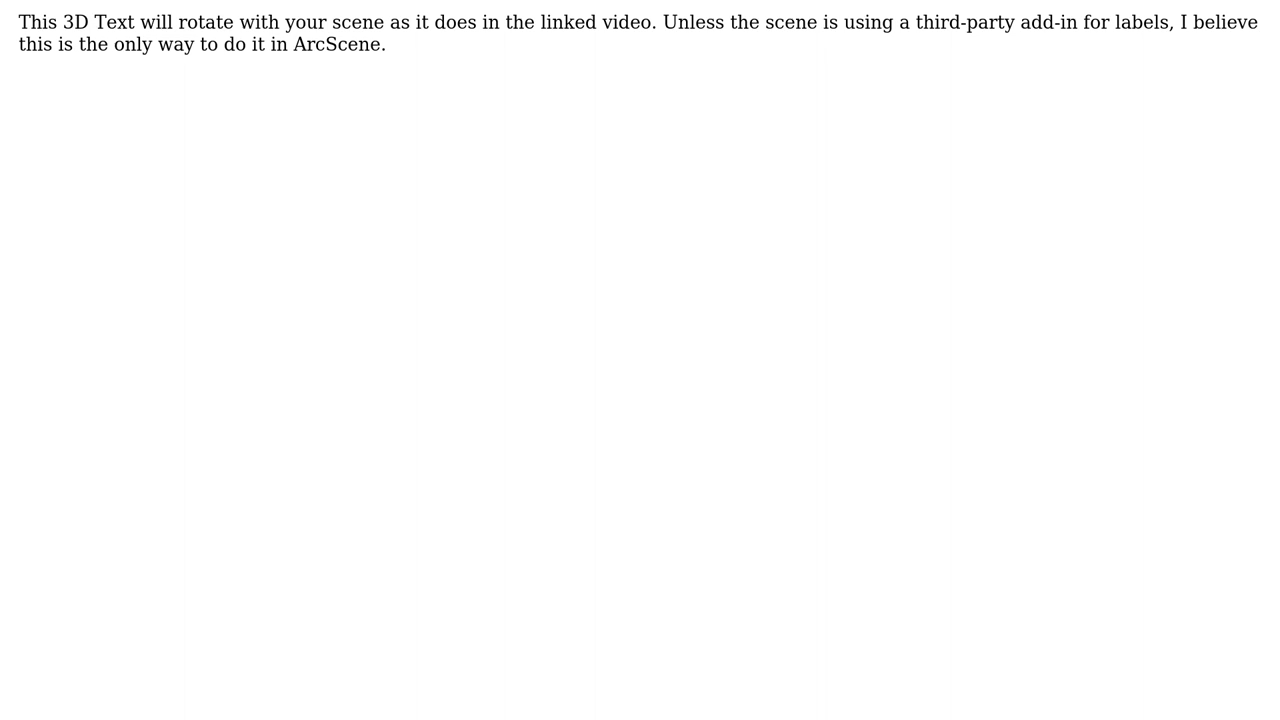 This 3D Text will rotate with your scene as it does in the linked video. Unless the scene is using a third-party add-in for labels, I believe
this is the only way to do it in ArcScene.